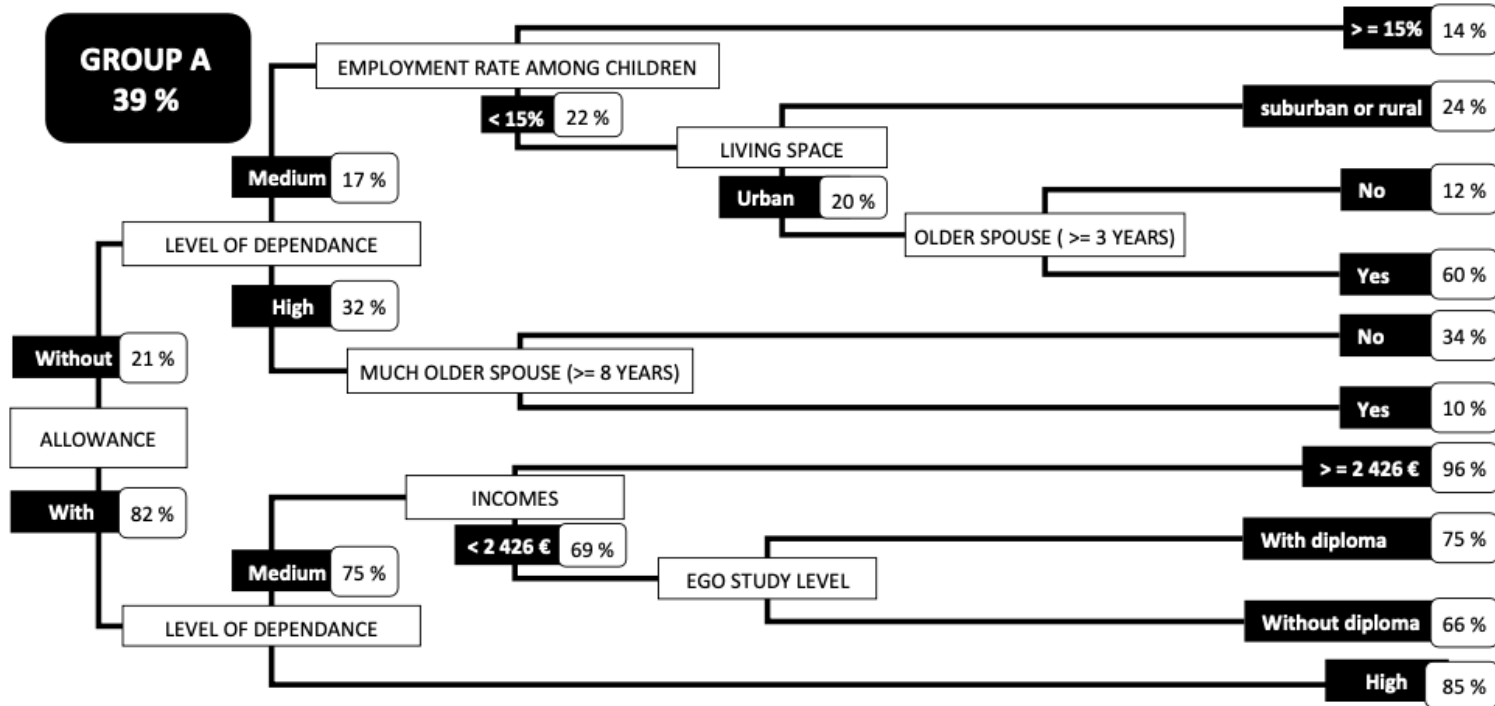 GROUP A
39 %
> = 15%
14 %
EMPLOYMENT RATE AMONG CHILDREN
< 15%
22 %
suburban or rural
24 %
LIVING SPACE
Medium
17 %
Urban
20 %
No
12 %
LEVEL OF DEPENDANCE
OLDER SPOUSE ( >= 3 YEARS)
Yes
60 %
High
32 %
No
34 %
Without
21 %
MUCH OLDER SPOUSE (>= 8 YEARS)
Yes
10 %
ALLOWANCE
> = 2 426 €
96 %
INCOMES
With
82 %
< 2 426 €
69 %
With diploma
75 %
Medium
75 %
EGO STUDY LEVEL
LEVEL OF DEPENDANCE
Without diploma
66 %
High
85 %